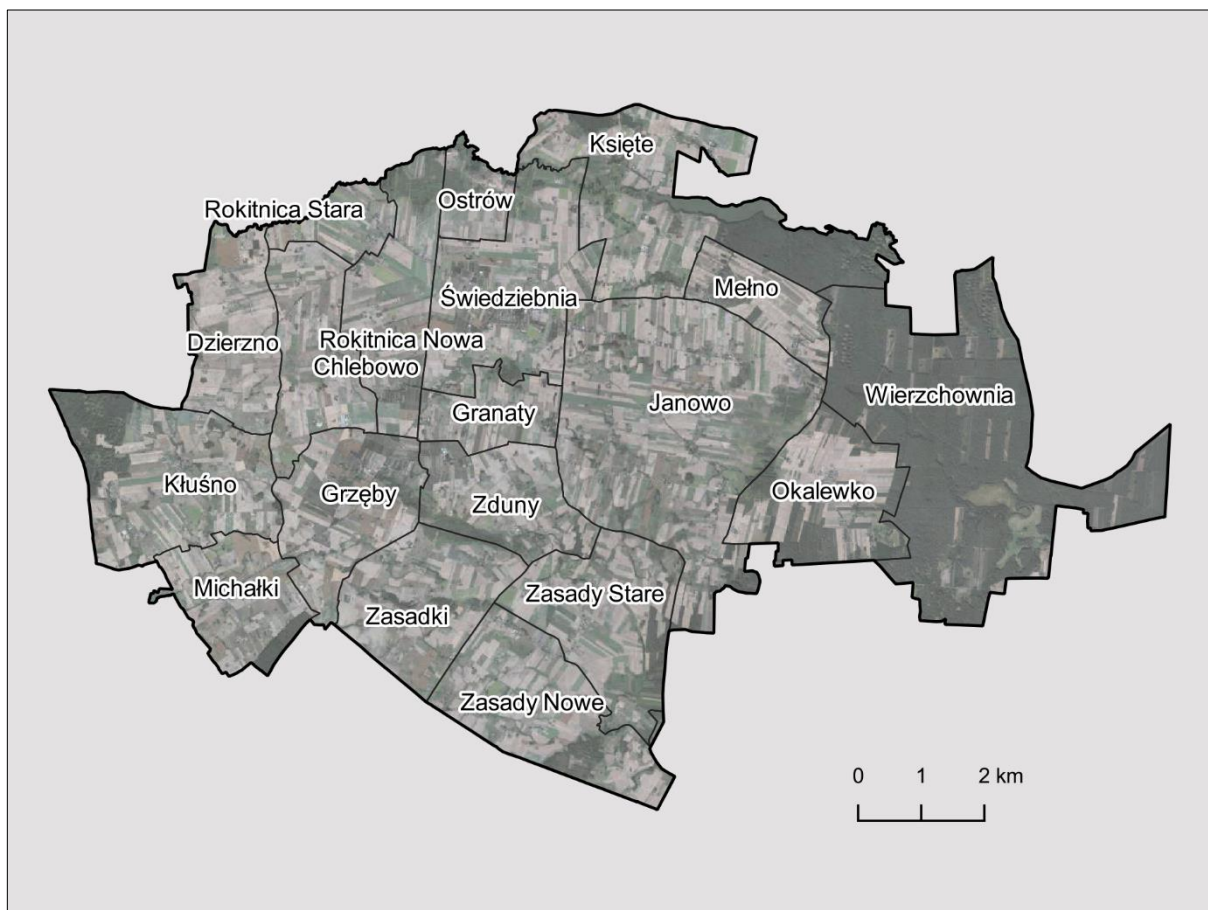 Księte
Ostrów
Rokitnica Stara
Mełno
Świedziebnia
Dzierzno
Rokitnica Nowa
Chlebowo
Wierzchownia
Janowo
Granaty
Kłuśno
Grzęby
Zduny
Okalewko
Michałki
Zasadki
Zasady Stare
Zasady Nowe
0 1 2 km